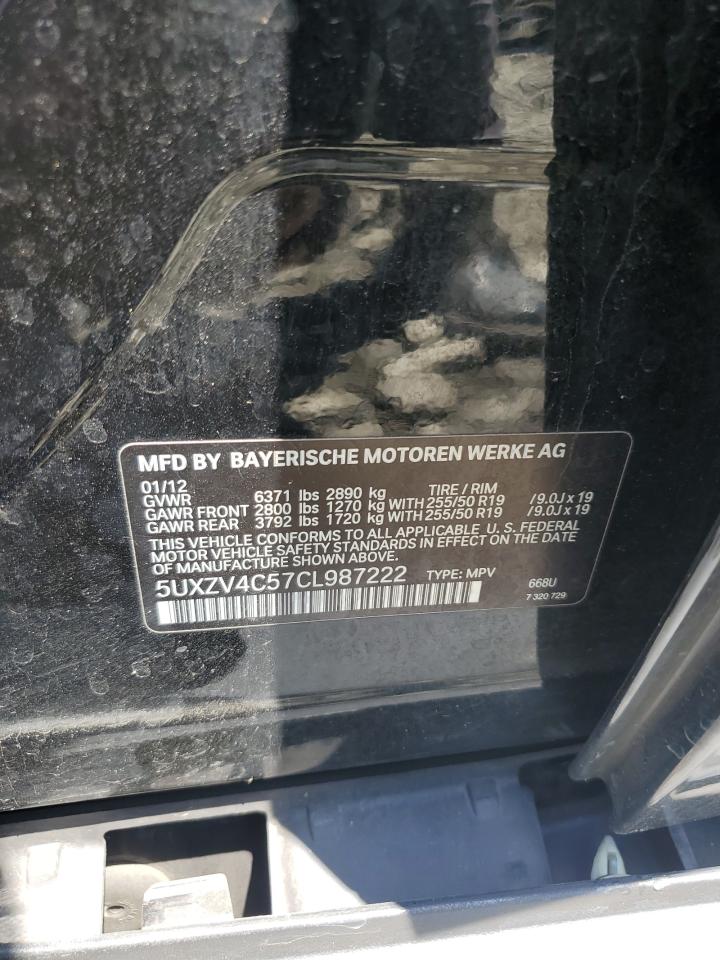 MFD BY BAYERISCHE MOTOREN WERKE AG
01/12 TIRE / RIM
GVWR 6371 lbs 2890 kg
GAWR FRONT 2800 lbs 1270 kg WITH 255/50 R19 /9.0J x 19
GAWR REAR 3792 lbs 1720 kg WITH 255/50 R19 /9.0J x 19
THIS VEHICLE CONFORMS TO ALL APPLICABLE U. S. FEDERAL
MOTOR VEHICLE SAFETY STANDARDS IN EFFECT ON THE DATE OF
MANUFACTURE SHOWN ABOVE.
5UXZV4C57CL987222 TYPE: MPV 668U
7 320 729